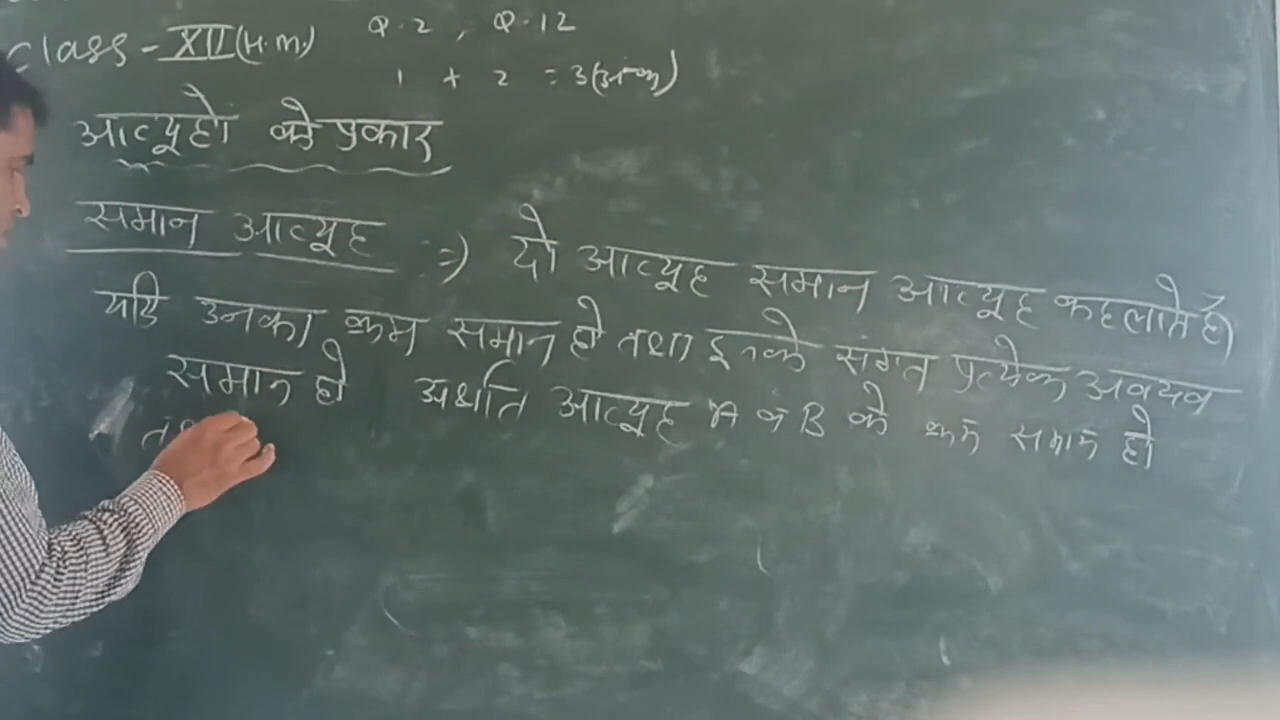 Class - XII (H.M.) Q.2, Q.12
1 + 2 = 3 (अंक)
आव्यूहों के प्रकार
समान आव्यूह => दो आव्यूह समान आव्यूह कहलाते हैं
यदि उनका क्रम समान हो तथा इनके संगत प्रत्येक अवयव
समान हो अर्थात आव्यूह A व B के क्रम समान हो